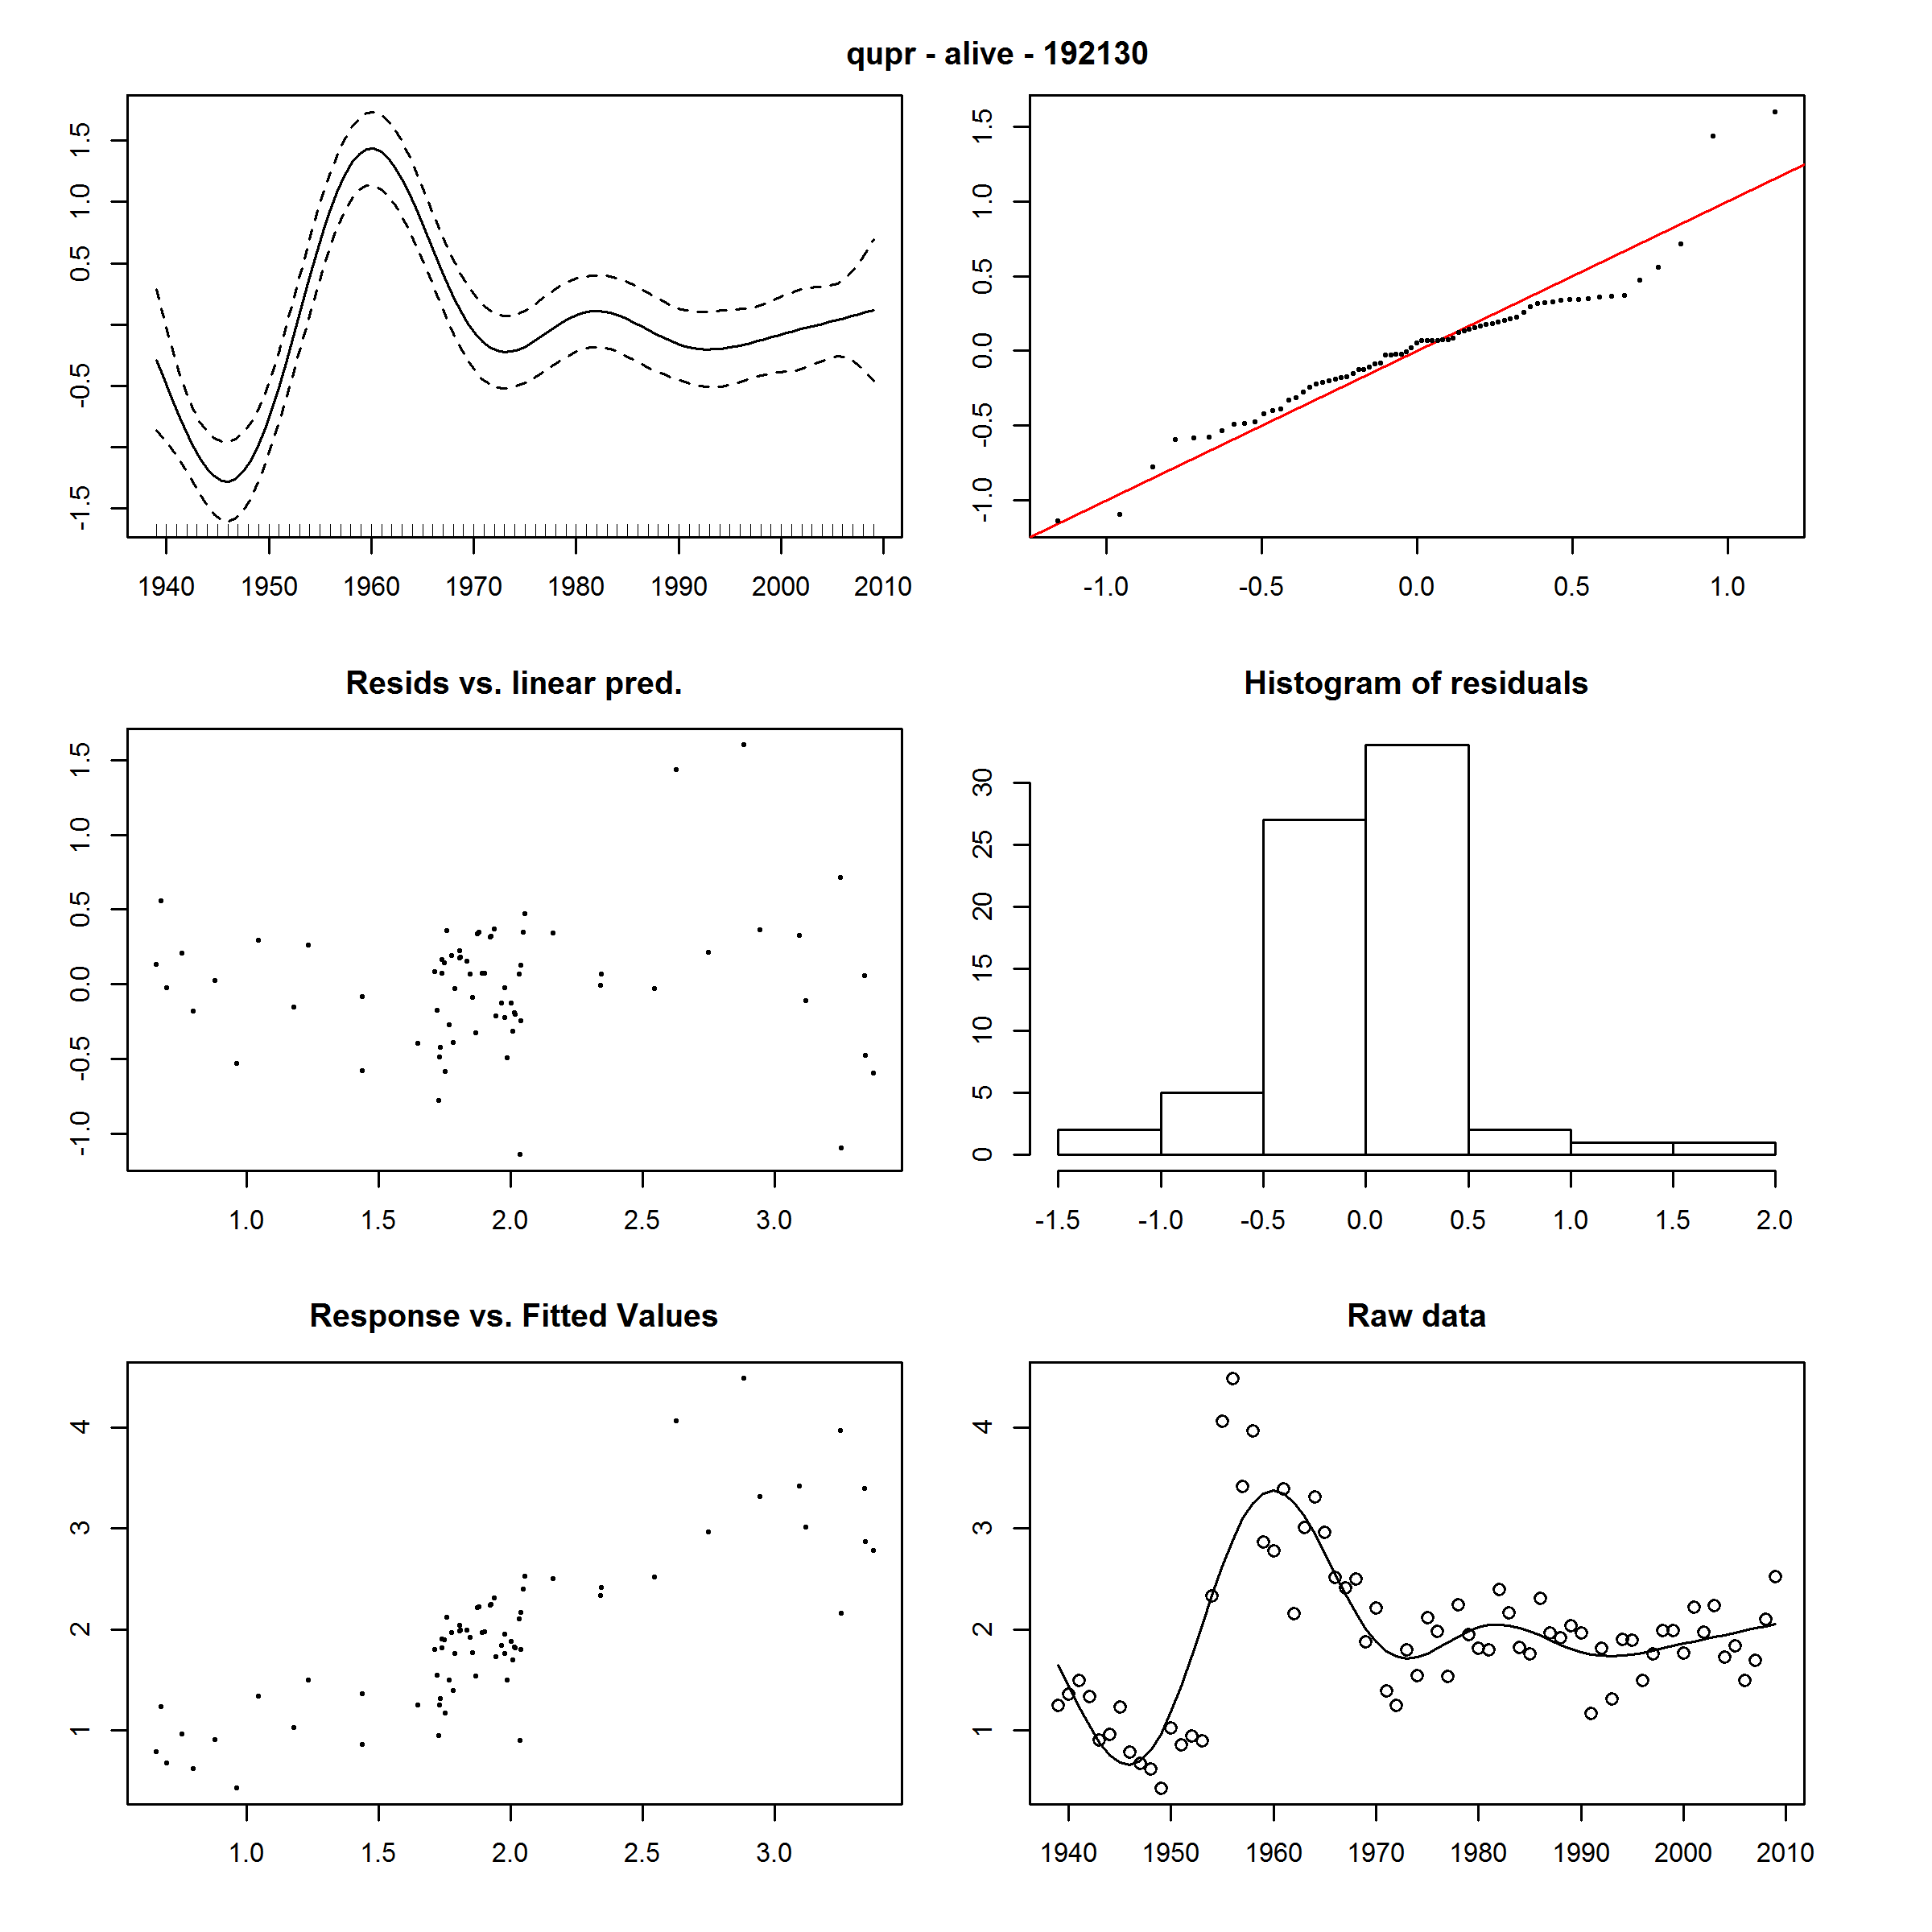 qupr - alive - 192130
-1.5 -0.5 0.5 1.0 1.5
1940 1950 1960 1970 1980 1990 2000 2010
-1.0 -0.5 0.0 0.5 1.0 1.5
-1.0 -0.5 0.0 0.5 1.0
Resids vs. linear pred.
-1.0 -0.5 0.0 0.5 1.0 1.5
1.0 1.5 2.0 2.5 3.0
Histogram of residuals
0 5 10 15 20 25 30
-1.5 -1.0 -0.5 0.0 0.5 1.0 1.5 2.0
Response vs. Fitted Values
1 2 3 4
1.0 1.5 2.0 2.5 3.0
Raw data
1 2 3 4
1940 1950 1960 1970 1980 1990 2000 2010